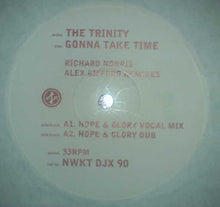 THE TRINITY
GONNA TAKE TIME
RICHARD NORRIS
ALEX GIFFORD REMIXES
A1. HOPE & GLORY VOCAL MIX
A2. HOPE & GLORY DUB
33RPM
NWKT DJX 90